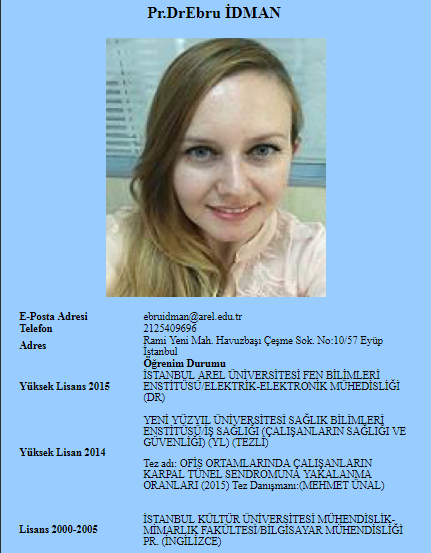 Pr.DrEbru İDMAN
E-Posta Adresi ebruidman@arel.edu.tr
Telefon 2125409696
Adres Rami Yeni Mah. Havuzbaşı Çeşme Sok. No:10/57 Eyüp
İstanbul
Öğrenim Durumu
Yüksek Lisans 2015 İSTANBUL AREL ÜNİVERSİTESİ FEN BİLİMLERİ
ENSTİTÜSÜ/ELEKTRİK-ELEKTRONİK MÜHEDİSLİĞİ
(DR)
Yüksek Lisan 2014 YENİ YÜZYIL ÜNİVERSİTESİ SAĞLIK BİLİMLERİ
ENSTİTÜSÜ/İŞ SAĞLIĞI (ÇALIŞANLARIN SAĞLIĞI VE
GÜVENLİĞİ) (YL) (TEZLİ)
Tez adı: OFİS ORTAMLARINDA ÇALIŞANLARIN
KARPAL TÜNEL SENDROMUNA YAKALANMA
ORANLARI (2015) Tez Danışmanı:(MEHMET ÜNAL)
Lisans 2000-2005 İSTANBUL KÜLTÜR ÜNİVERSİTESİ MÜHENDİSLİK-
MİMARLIK FAKÜLTESİ/BİLGİSAYAR MÜHENDİSLİĞİ
PR. (İNGİLİZCE)